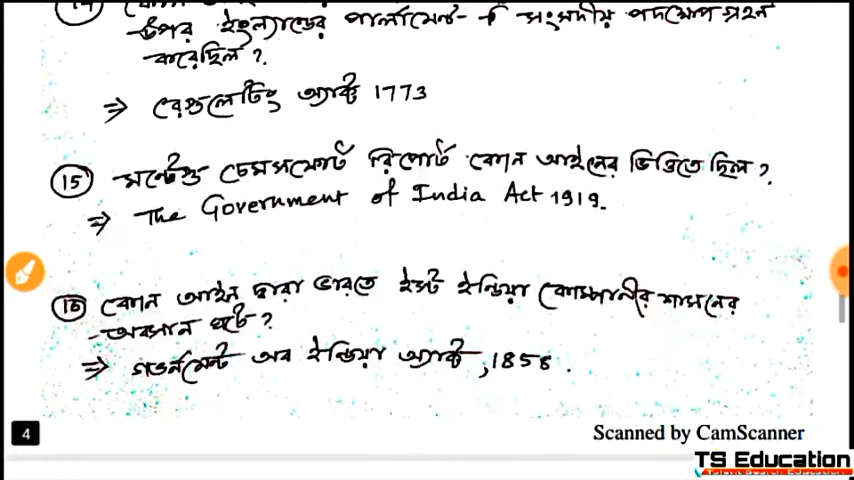 উপর ইংল্যান্ডের পার্লামেন্ট-ই সংসদীয় পদক্ষেপ গ্রহন
করেছিল?
⇒ রেগুলেটিং অ্যাক্ট 1773
15 মন্টেগু চেমসফোর্ট রিপোর্ট কোন আইনের ভিত্তিতে ছিল?
⇒ The Government of India Act 1919.
16 কোন আইন দ্বারা ভারতে ইস্ট ইন্ডিয়া কোম্পানীর শাসনের
অবসান ঘটে?
⇒ গভর্নমেন্ট অব ইন্ডিয়া অ্যাক্ট, 1858.
4
Scanned by CamScanner
TS Education